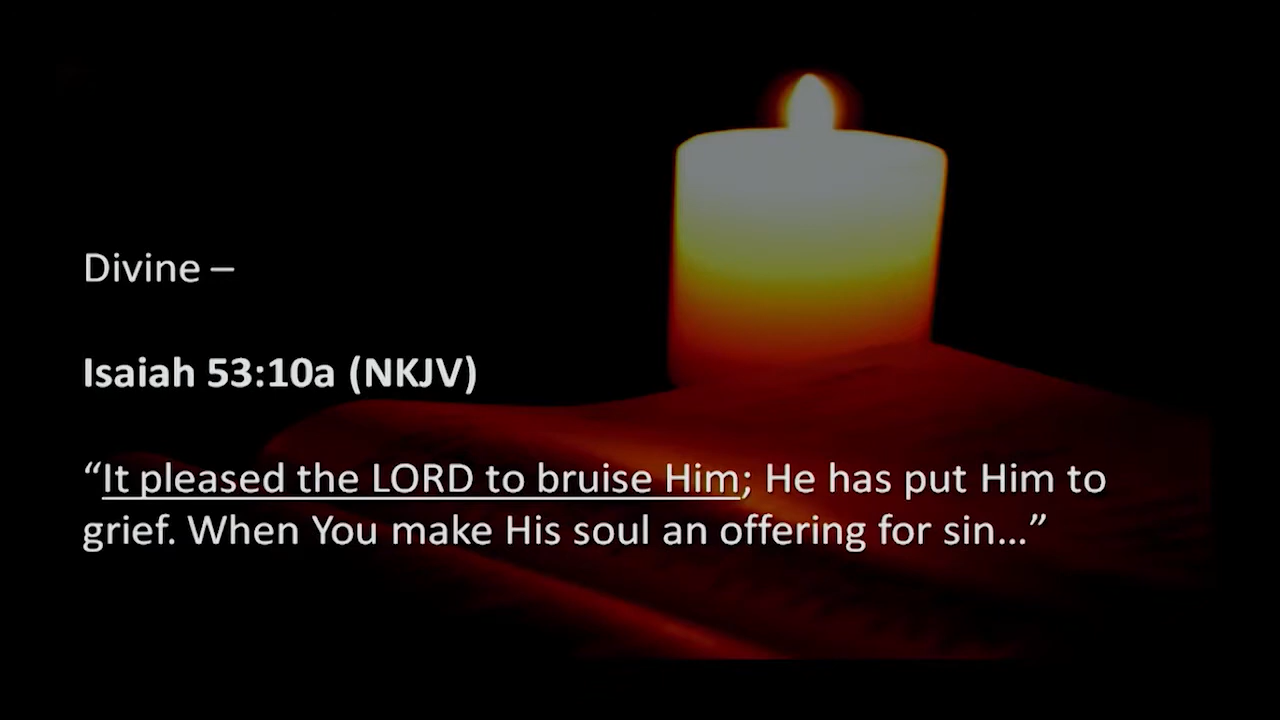 Divine –
Isaiah 53:10a (NKJV)
“It pleased the LORD to bruise Him; He has put Him to
grief. When You make His soul an offering for sin...”